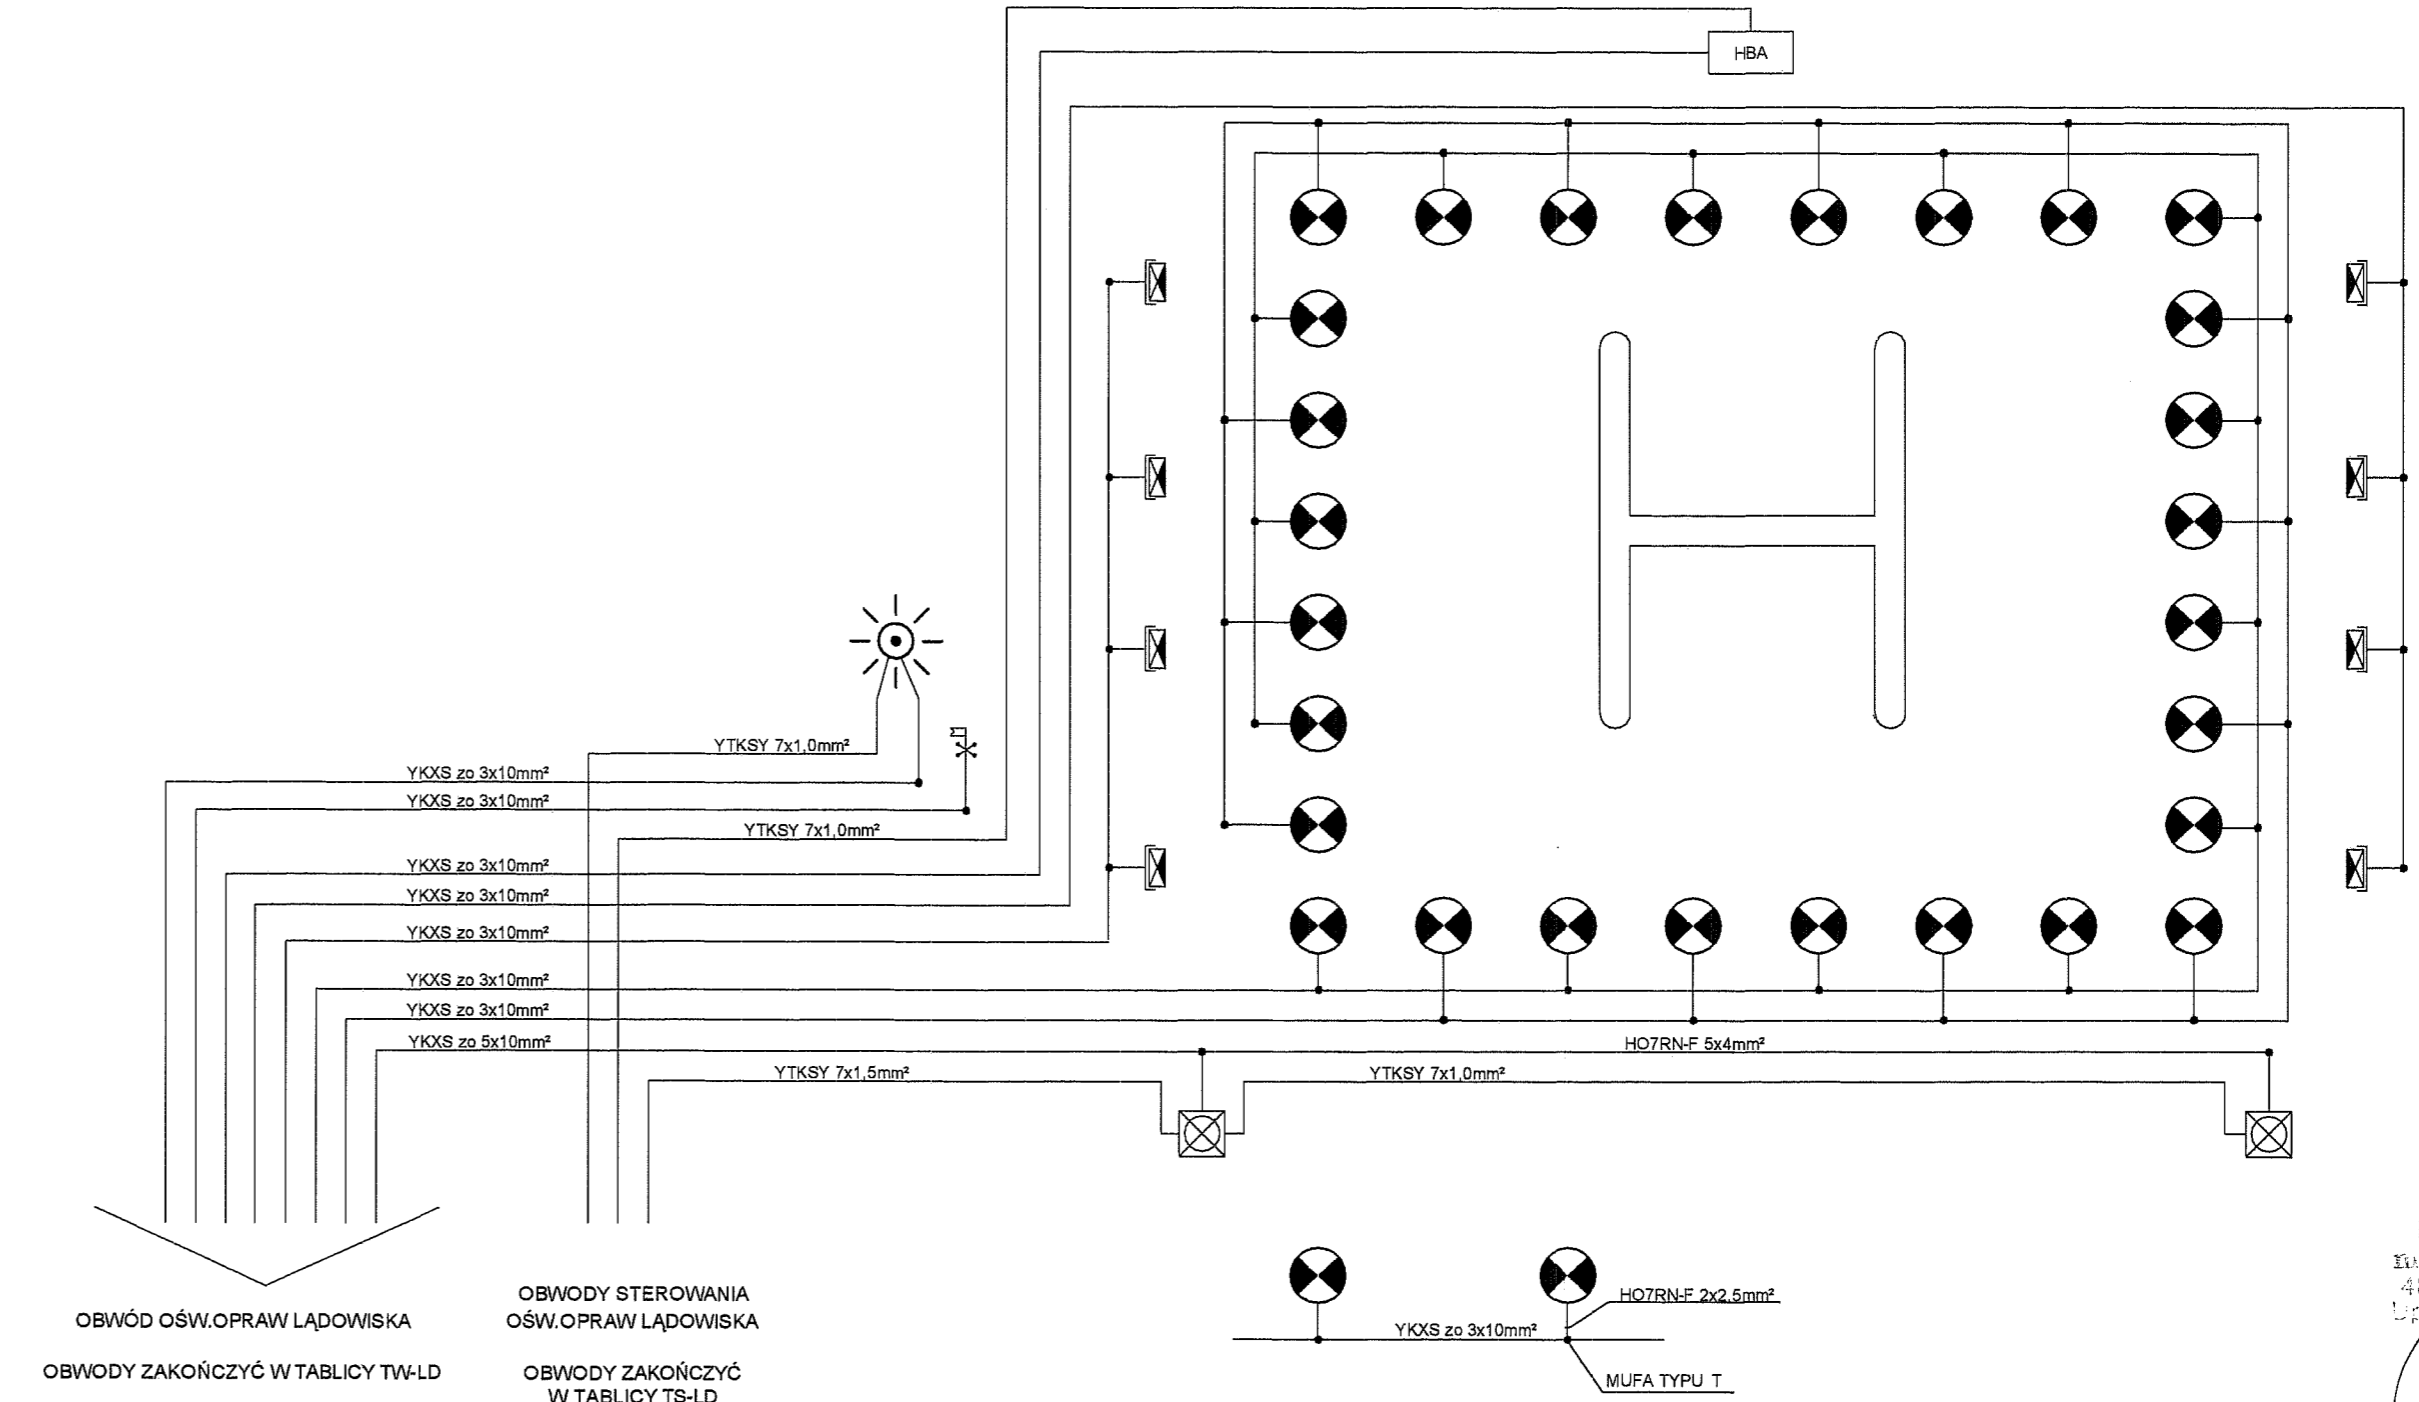 HBA
YTKSY 7x1,0mm²
YKXS zo 3x10mm²
YKXS zo 3x10mm²
YTKSY 7x1,0mm²
YKXS zo 3x10mm²
YKXS zo 3x10mm²
YKXS zo 3x10mm²
YKXS zo 3x10mm²
YKXS zo 3x10mm²
YKXS zo 5x10mm²
HO7RN-F 5x4mm²
YTKSY 7x1,5mm²
YTKSY 7x1,0mm²
OBWÓD OŚW.OPRAW LĄDOWISKA
OBWODY ZAKOŃCZYĆ W TABLICY TW-LD
OBWODY STEROWANIA
OŚW.OPRAW LĄDOWISKA
OBWODY ZAKOŃCZYĆ
W TABLICY TS-LD
HO7RN-F 2x2,5mm²
YKXS zo 3x10mm²
MUFA TYPU T